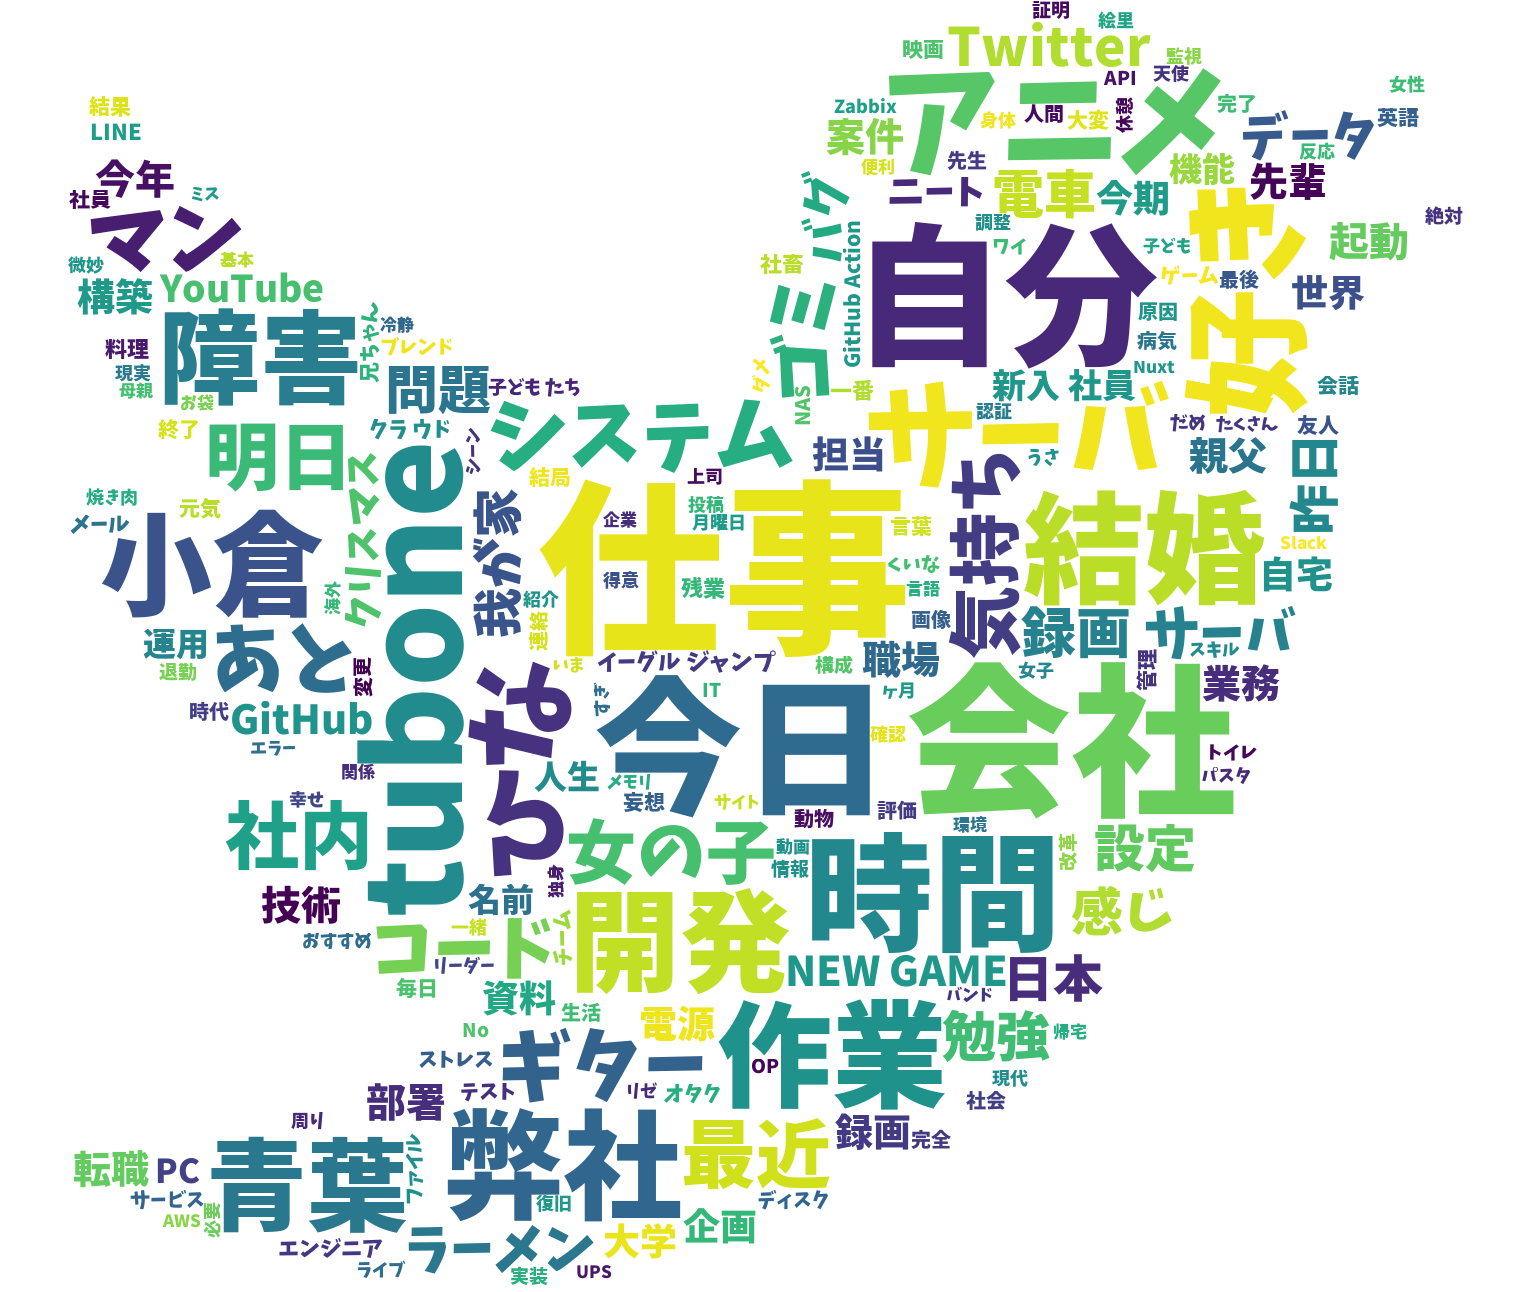 証明
絵里
映画
Twitter
監視
天使
API
アニメ
女性
結果
LINE
Zabbix
案件
身体
人間
大変
休憩
完了
データ
英語
反応
便利
先生
機能
先輩
今年
社員
ミス
マン
ニート
電車
今期
好き
絶対
調整
自分
ワイ
子ども
起動
微妙
基本
構築
YouTube
社畜
ゴミ
バグ
GitHub Action
ゲーム
最後
世界
障害
冷静
兄ちゃん
ブレンド
料理
現実
母親
お袋
原因
病気
Nuxt
問題
子ども たち
ダメ
NAS
一番
新入 社員
会話
終了
明日
クラ ウド
シーン
システム
サーバ
認証
だめ
たくさん
友人
担当
うさ
親父
昨日
焼き肉
元気
メール
小倉
クリスマス
tubone
我が家
結局
上司
仕事
企業
投稿
月曜日
言葉
気持ち
結婚
Slack
自宅
海外
紹介
得意
残業
くいな
言語
画像
運用
あと
退勤
変更
連絡
いま
イーグル ジャンプ
構成
職場
録画 サーバ
スキル
女子
管理
業務
時代
GitHub
エラー
関係
ひな
すぎ
IT
今日
ケ月
確認
会社
トイレ
パスタ
人生
メモリ
妄想
サイト
動物
評価
環境
幸せ
社内
女の子
動画
情報
時間
改革
設定
技術
独身
名前
一緒
おすすめ
コード
チーム
リーダー
開発
感じ
毎日
資料
生活
NEW GAME
バンド
日本
No
電源
作業
勉強
帰宅
ストレス
ギター
OP
現代
部署
テスト
リゼ
オタク
社会
周り
録画
完全
転職
PC
青葉
ファイル
弊社
最近
サービス
AWS
必要
復旧
ディスク
エンジニア
ラーメン
大学
企画
ライブ
実装
UPS